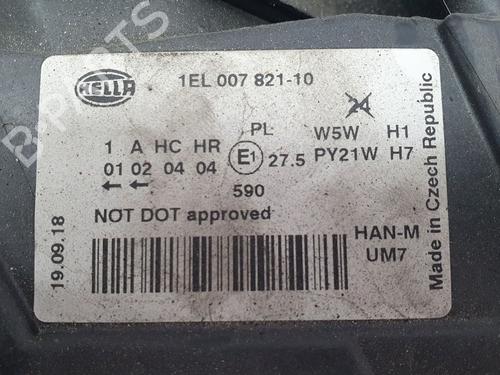 HELLA
1EL 007 821-10
24
1 A HC HR PL W5W H1
01 02 04 04 E1 27.5 PY21W H7
590
NOT DOT approved
HAN-M
UM7
19.09.18
Made in Czech Republic
B-PARTS